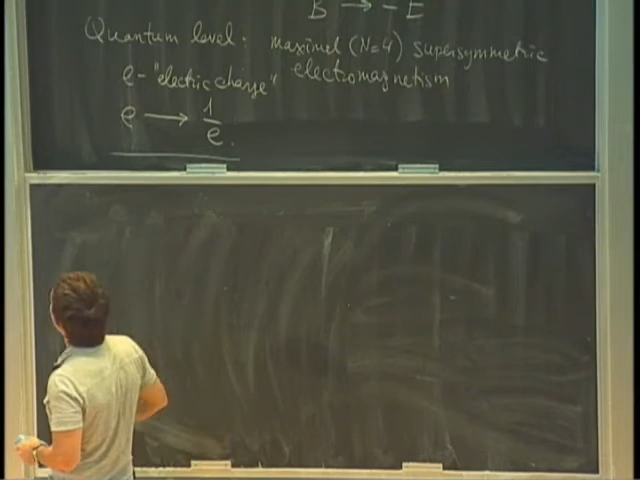 B → - E
Quantum level: maximal (N=4) supersymmetric
e - "electric charge" electromagnetism
e → 1/e.